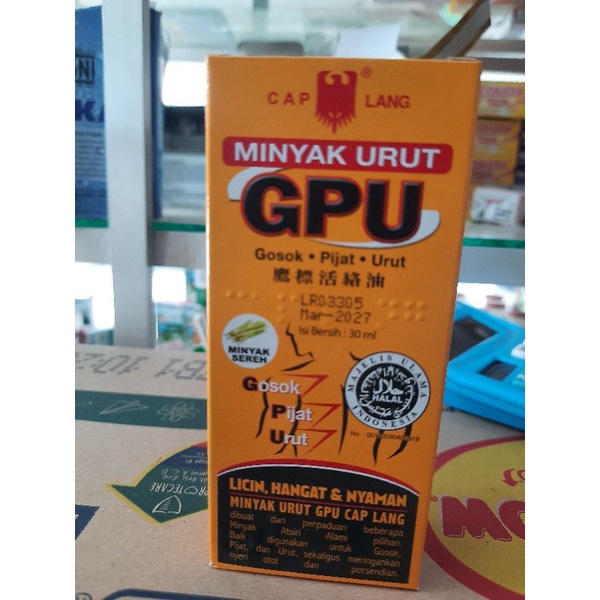 CAP LANG
®
MINYAK URUT
GPU
Gosok • Pijat • Urut
鷹標活絡油
LRD3305
Mar-2027
Isi Bersih : 30 ml
MINYAK
SEREH
Gosok
Pijat
Urut
MAJELIS ULAMA
INDONESIA
حلال
HALAL
LICIN, HANGAT & NYAMAN
MINYAK URUT GPU CAP LANG
dibuat dari perpaduan beberapa
Minyak Atsiri Alami pilihan.
Baik digunakan untuk Gosok,
Pijat, dan Urut, sekaligus meringankan
nyeri otot dan persendian.
PROTECARE